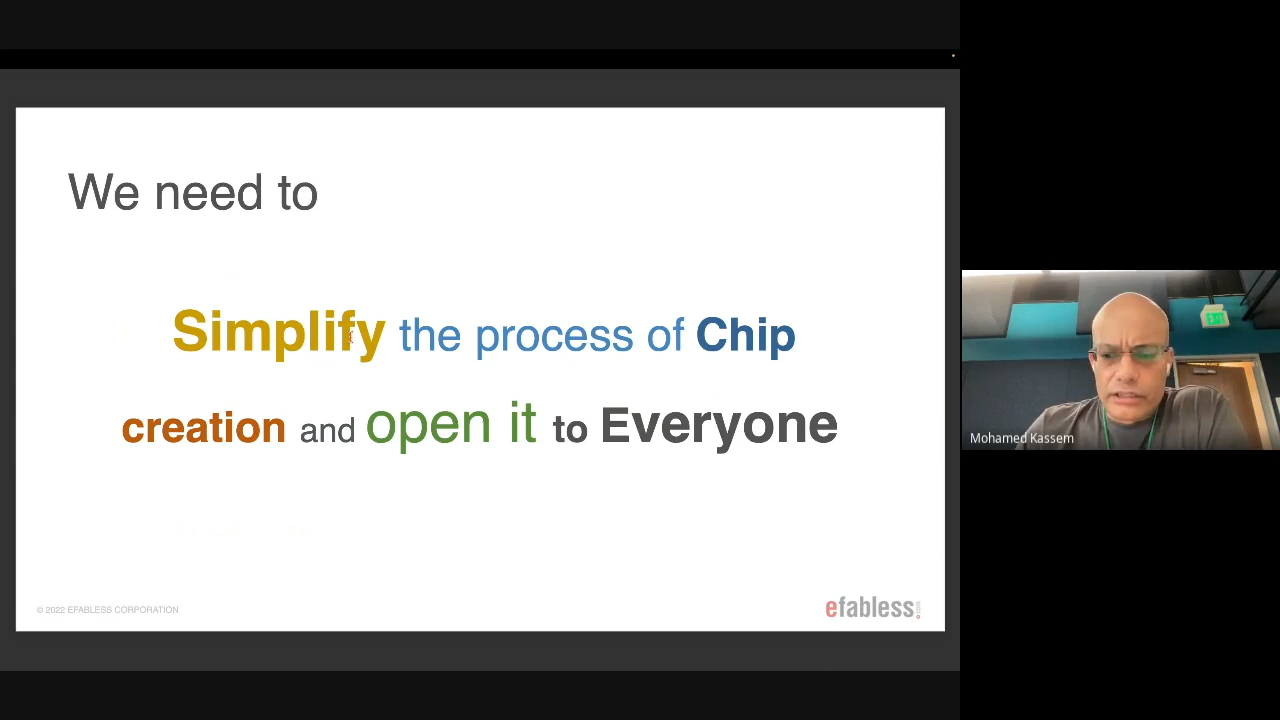 We need to
Simplify the process of Chip
creation and open it to Everyone
© 2022 EFABLESS CORPORATION
efabless.com
Mohamed Kassem